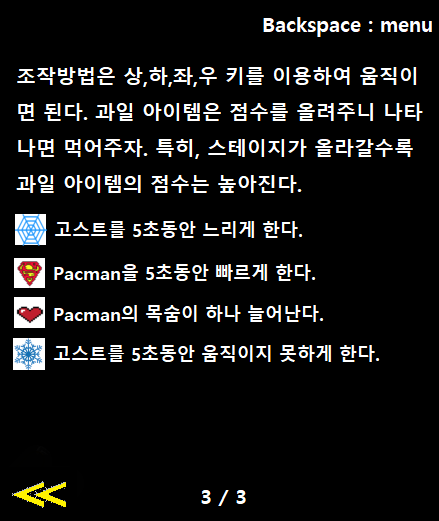 Backspace : menu
조작방법은 상,하,좌,우 키를 이용하여 움직이
면 된다. 과일 아이템은 점수를 올려주니 나타
나면 먹어주자. 특히, 스테이지가 올라갈수록
과일 아이템의 점수는 높아진다.
고스트를 5초동안 느리게 한다.
Pacman을 5초동안 빠르게 한다.
Pacman의 목숨이 하나 늘어난다.
고스트를 5초동안 움직이지 못하게 한다.
3 / 3